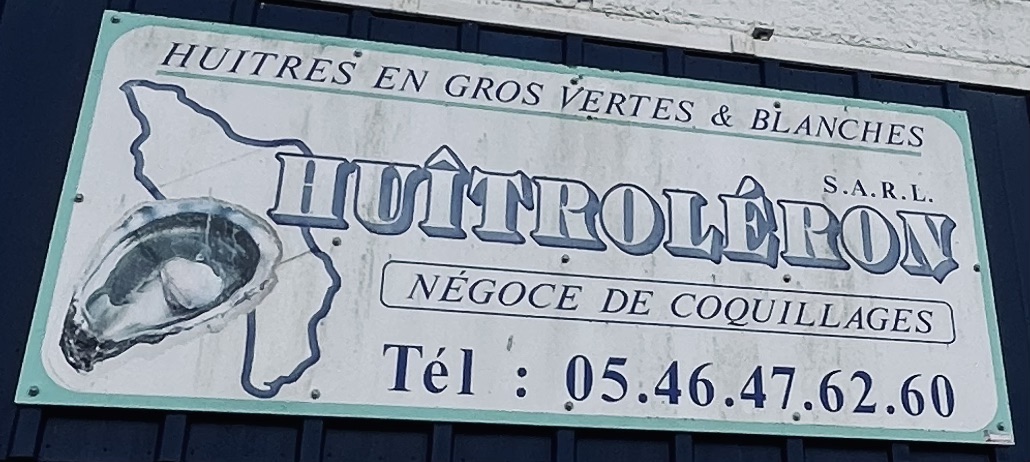 HUITRES EN GROS VERTES & BLANCHES
S.A.R.L.
HUÎTROLÉRON
NÉGOCE DE COQUILLAGES
Tél : 05.46.47.62.60